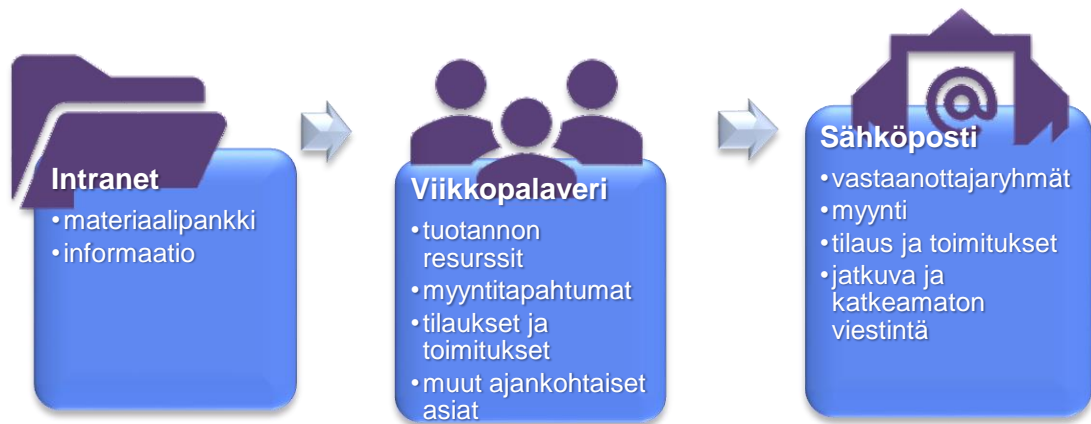 Intranet
•materiaalipankki
•informaatio
Viikkopalaveri
•tuotannon
resurssit
•myyntitapahtumat
•tilaukset ja
toimitukset
•muut ajankohtaiset
asiat
@
Sähköposti
•vastaanottajaryhmät
•myynti
•tilaus ja toimitukset
•jatkuva ja
katkeamaton
viestintä